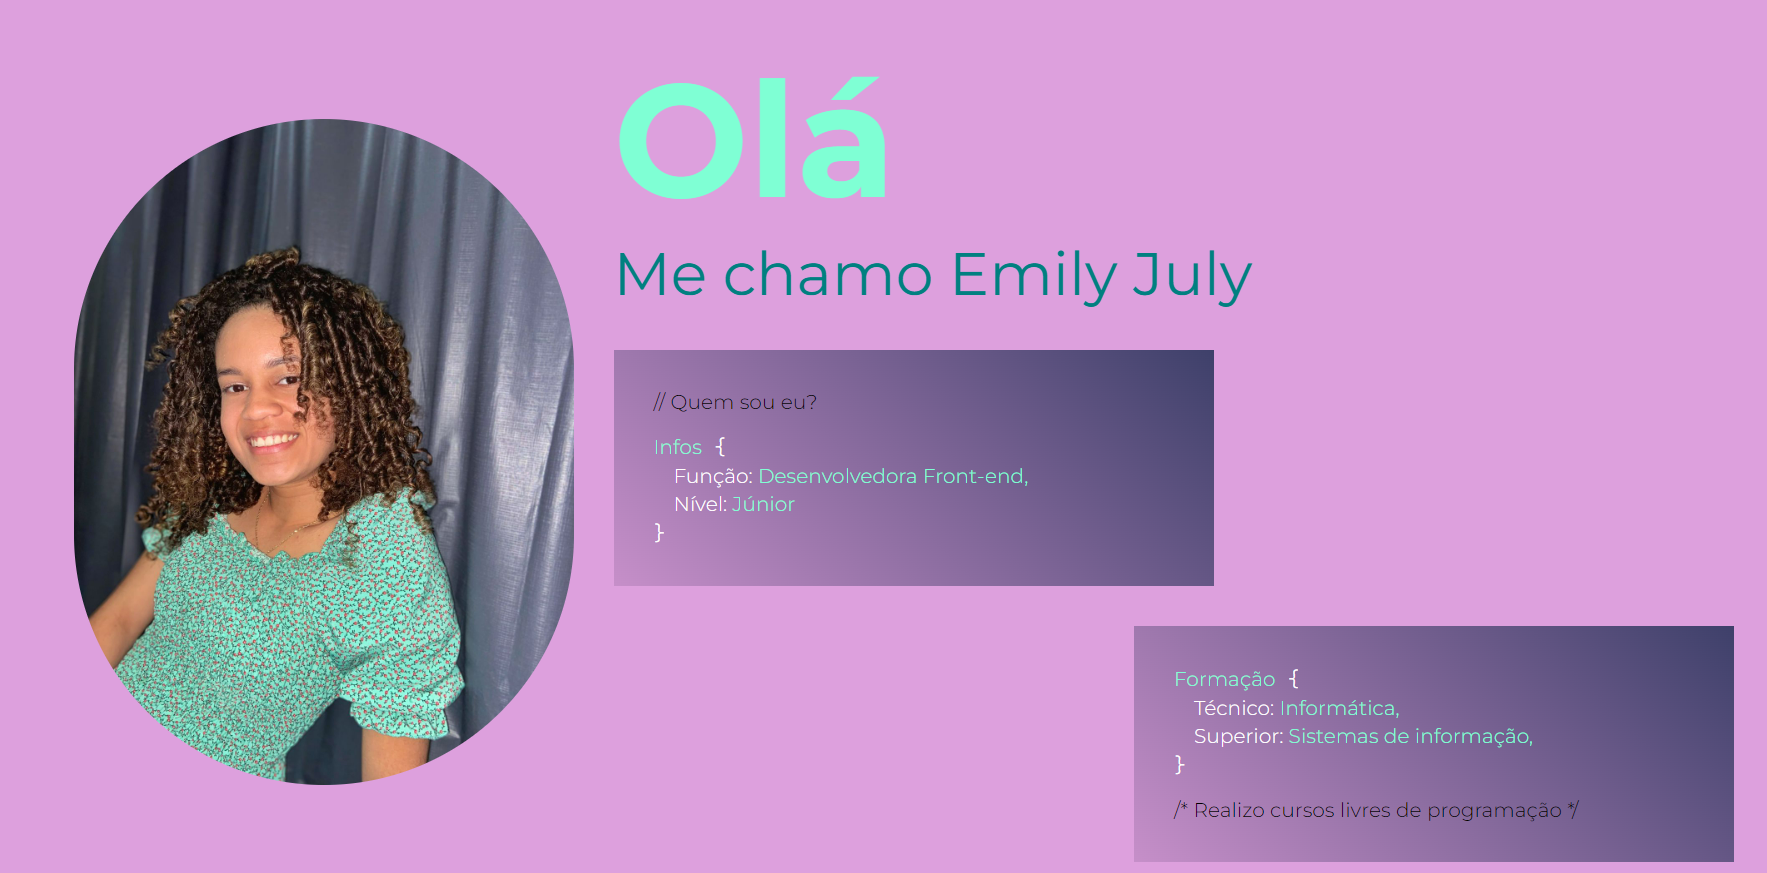 Olá
Me chamo Emily July
// Quem sou eu?
Infos {
Função: Desenvolvedora Front-end,
Nível: Júnior
}
Formação {
Técnico: Informática,
Superior: Sistemas de informação,
}
/* Realizo cursos livres de programação */